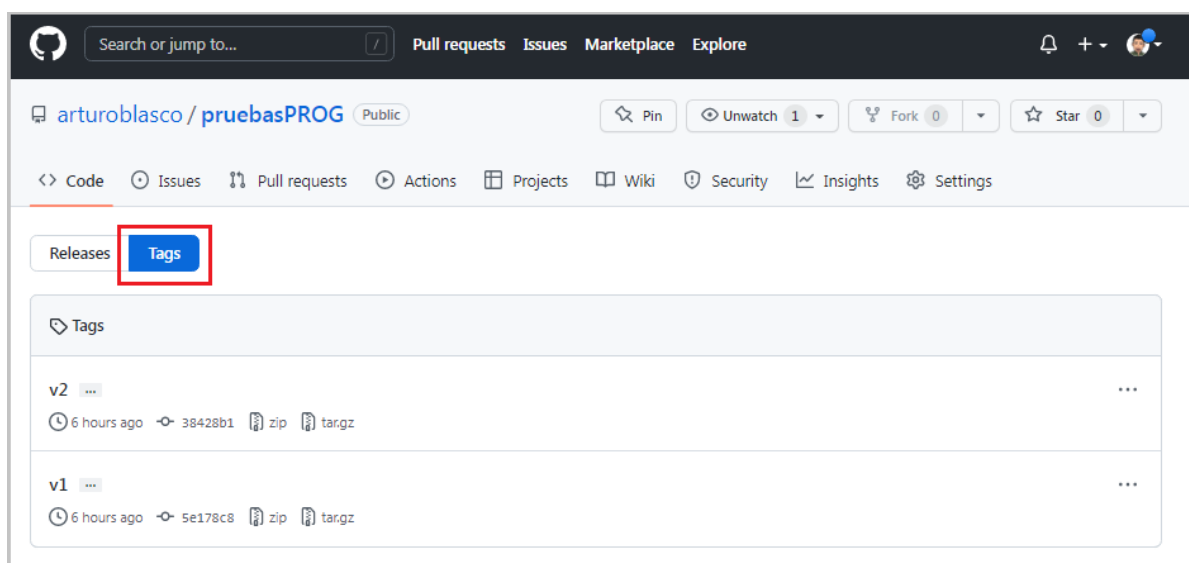 Search or jump to... / Pull requests Issues Marketplace Explore
arturoblasco / pruebasPROG Public Pin Unwatch 1 Fork 0 Star 0
<> Code Issues Pull requests Actions Projects Wiki Security Insights Settings
Releases Tags
Tags
v2 ...
6 hours ago 38428b1 zip tar.gz
v1 ...
6 hours ago 5e178c8 zip tar.gz